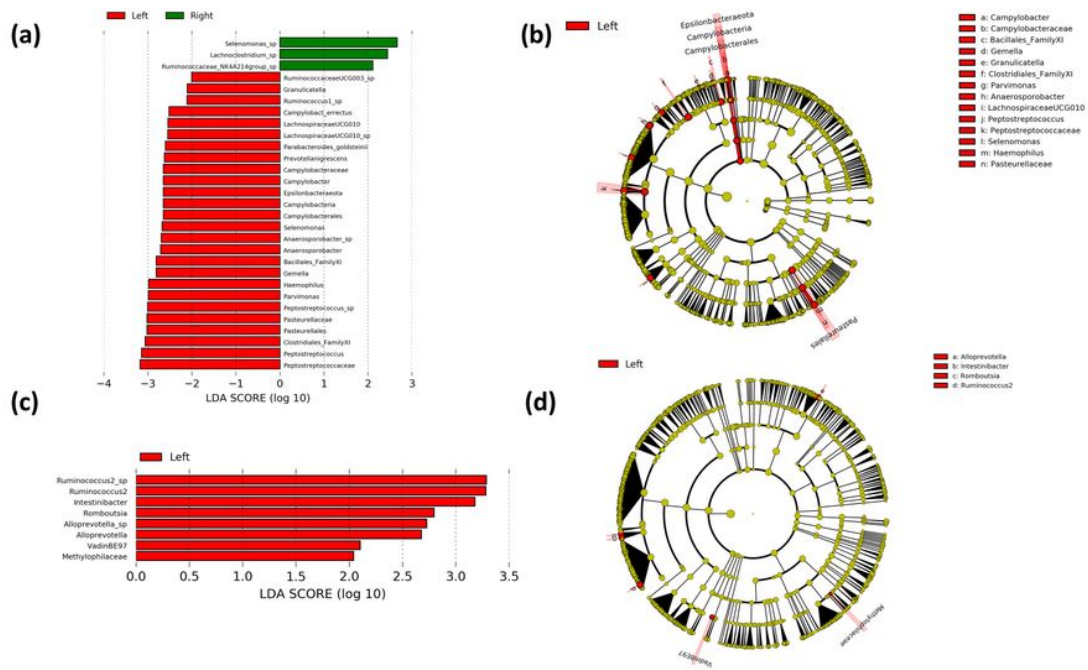 (a)
Left
Right
Selenomonas_sp
Lachnoclostridium_sp
Ruminococcaceae_NK4A214group_sp
RuminococcaceaeUCG003_sp
Granulicatella
Ruminococcus1_sp
Campylobact_errectus
LachnospiraceaeUCG010
LachnospiraceaeUCG010_sp
Parabacteroides_goldsteinii
Prevotellanigrescens
Campylobacteraceae
Campylobacter
Epsilonbacteraeota
Campylobacteria
Campylobacterales
Selenomonas
Anaerosporobacter_sp
Anaerosporobacter
Bacillales_FamilyXI
Gemella
Haemophilus
Parvimonas
Peptostreptococcus_sp
Pasteurellaceae
Pasteurellales
Clostridiales_FamilyXI
Peptostreptococcus
Peptostreptococcaceae
−4 −3 −2 −1 0 1 2 3 4
LDA SCORE (log 10)
(b)
Left
Epsilonbacteraeota
Campylobacteria
Campylobacterales
Pasteurellales
a: Campylobacter
b: Campylobacteraceae
c: Bacillales_FamilyXI
d: Gemella
e: Granulicatella
f: Clostridiales_FamilyXI
g: Parvimonas
h: Anaerosporobacter
i: LachnospiraceaeUCG010
j: Peptostreptococcus
k: Peptostreptococcaceae
l: Selenomonas
m: Haemophilus
n: Pasteurellaceae
(c)
Left
Ruminococcus2_sp
Ruminococcus2
Intestinibacter
Romboutsia
Alloprevotella_sp
Alloprevotella
VadinBE97
Methylophilaceae
0.0 0.5 1.0 1.5 2.0 2.5 3.0 3.5
LDA SCORE (log 10)
(d)
Left
VadinBE97
Methylophilaceae
a: Alloprevotella
b: Intestinibacter
c: Romboutsia
d: Ruminococcus2